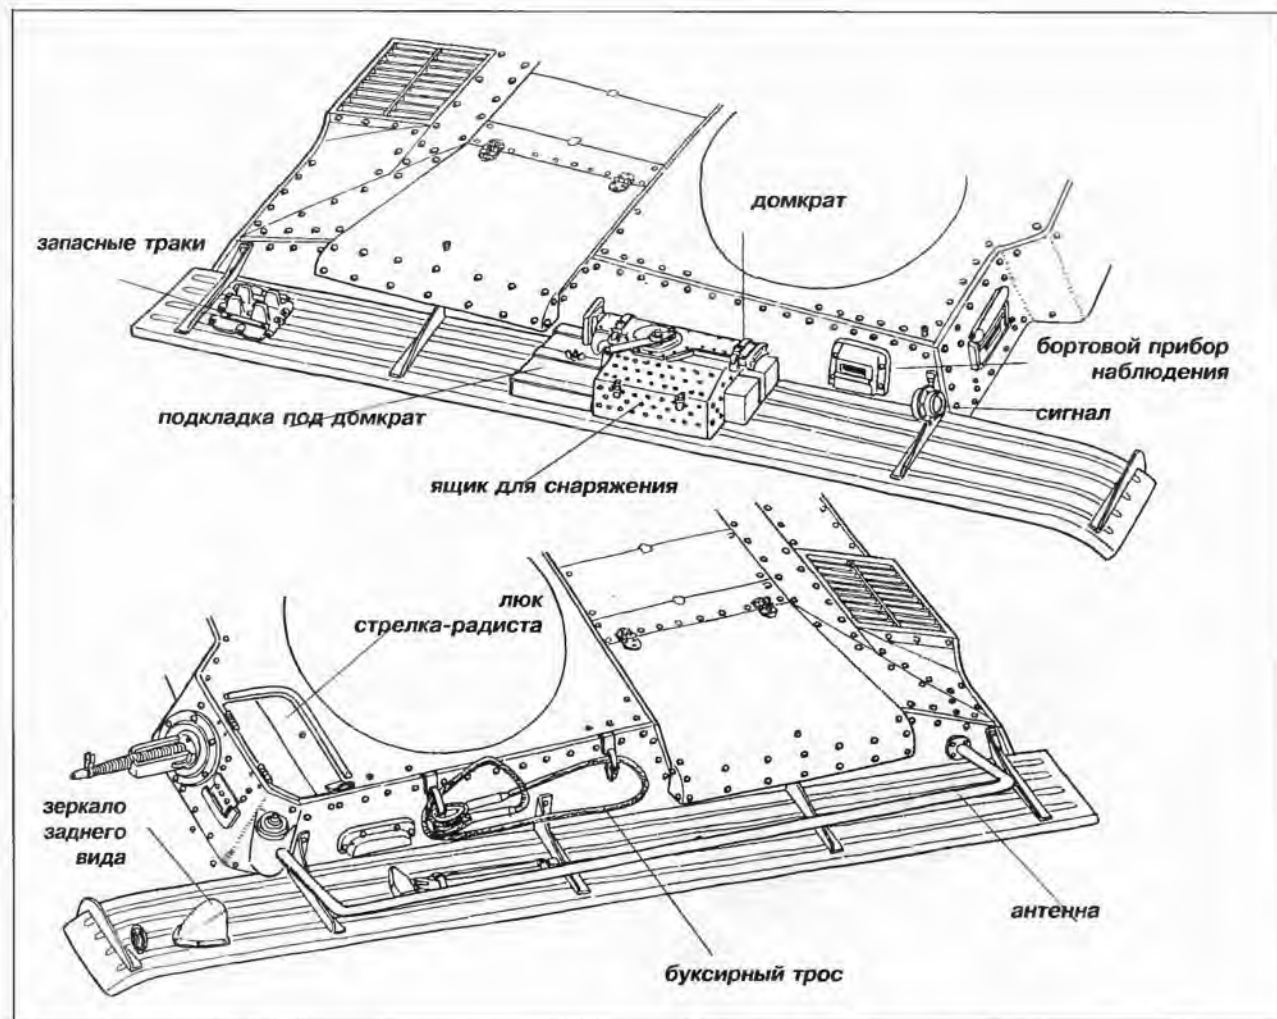 домкрат
запасные траки
бортовой прибор
наблюдения
сигнал
подкладка под домкрат
ящик для снаряжения
люк
стрелка-радиста
зеркало
заднего
вида
антенна
буксирный трос